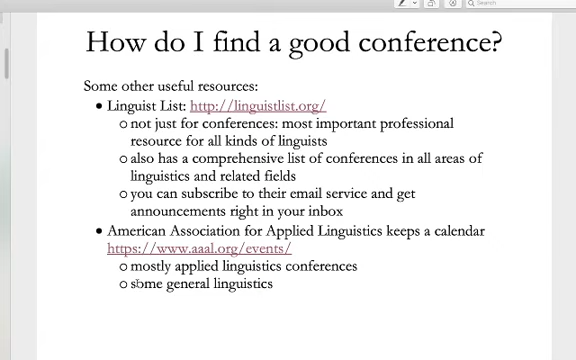 Search
How do I find a good conference?
Some other useful resources:
• Linguist List: http://linguistlist.org/
o not just for conferences: most important professional
resource for all kinds of linguists
o also has a comprehensive list of conferences in all areas of
linguistics and related fields
o you can subscribe to their email service and get
announcements right in your inbox
• American Association for Applied Linguistics keeps a calendar
https://www.aaal.org/events/
o mostly applied linguistics conferences
o some general linguistics